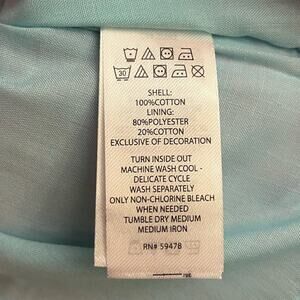 30
SHELL:
100%COTTON
LINING:
80%POLYESTER
20%COTTON
EXCLUSIVE OF DECORATION
TURN INSIDE OUT
MACHINE WASH COOL -
DELICATE CYCLE
WASH SEPARATELY
ONLY NON-CHLORINE BLEACH
WHEN NEEDED
TUMBLE DRY MEDIUM
MEDIUM IRON
RN# 59478